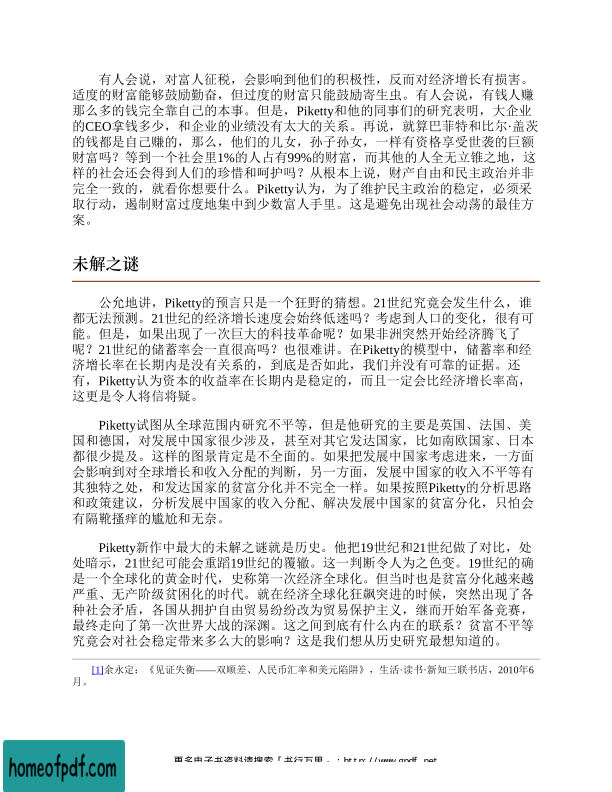 有人会说，对富人征税，会影响到他们的积极性，反而对经济增长有损害。
适度的财富能够鼓励勤奋，但过度的财富只能鼓励寄生虫。有人会说，有钱人赚
那么多的钱完全靠自己的本事。但是，Piketty和他的同事们的研究表明，大企业
的CEO拿钱多少，和企业的业绩没有太大的关系。再说，就算巴菲特和比尔·盖茨
的钱都是自己赚的，那么，他们的儿女，孙子孙女，一样有资格享受世袭的巨额
财富吗？等到一个社会里1%的人占有99%的财富，而其他的人全无立锥之地，这
样的社会还会得到人们的珍惜和呵护吗？从根本上说，财产自由和民主政治并非
完全一致的，就看你想要什么。Piketty认为，为了维护民主政治的稳定，必须采
取行动，遏制财富过度地集中到少数富人手里。这是避免出现社会动荡的最佳方
案。
未解之谜
公允地讲，Piketty的预言只是一个狂野的猜想。21世纪究竟会发生什么，谁
都无法预测。21世纪的经济增长速度会始终低迷吗？考虑到人口的变化，很有可
能。但是，如果出现了一次巨大的科技革命呢？如果非洲突然开始经济腾飞了
呢？21世纪的储蓄率会一直很高吗？也很难讲。在Piketty的模型中，储蓄率和经
济增长率在长期内是没有关系的，到底是否如此，我们并没有可靠的证据。还
有，Piketty认为资本的收益率在长期内是稳定的，而且一定会比经济增长率高，
这更是令人将信将疑。
Piketty试图从全球范围内研究不平等，但是他研究的主要是英国、法国、美
国和德国，对发展中国家很少涉及，甚至对其它发达国家，比如南欧国家、日本
都很少提及。这样的图景肯定是不全面的。如果把发展中国家考虑进来，一方面
会影响到对全球增长和收入分配的判断，另一方面，发展中国家的收入不平等有
其独特之处，和发达国家的贫富分化并不完全一样。如果按照Piketty的分析思路
和政策建议，分析发展中国家的收入分配、解决发展中国家的贫富分化，只怕会
有隔靴搔痒的尴尬和无奈。
Piketty新作中最大的未解之谜就是历史。他把19世纪和21世纪做了对比，处
处暗示，21世纪可能会重蹈19世纪的覆辙。这一判断令人为之色变。19世纪的确
是一个全球化的黄金时代，史称第一次经济全球化。但当时也是贫富分化越来越
严重、无产阶级贫困化的时代。就在经济全球化狂飙突进的时候，突然出现了各
种社会矛盾，各国从拥护自由贸易纷纷改为贸易保护主义，继而开始军备竞赛，
最终走向了第一次世界大战的深渊。这之间到底有什么内在的联系？贫富不平等
究竟会对社会稳定带来多么大的影响？这是我们想从历史研究最想知道的。
[1]余永定：《见证失衡——双顺差、人民币汇率和美元陷阱》，生活·读书·新知三联书店，2010年6
月。
更多电子书资料请搜索「书行万里」：http://www.gpdf.net
homeofpdf.com